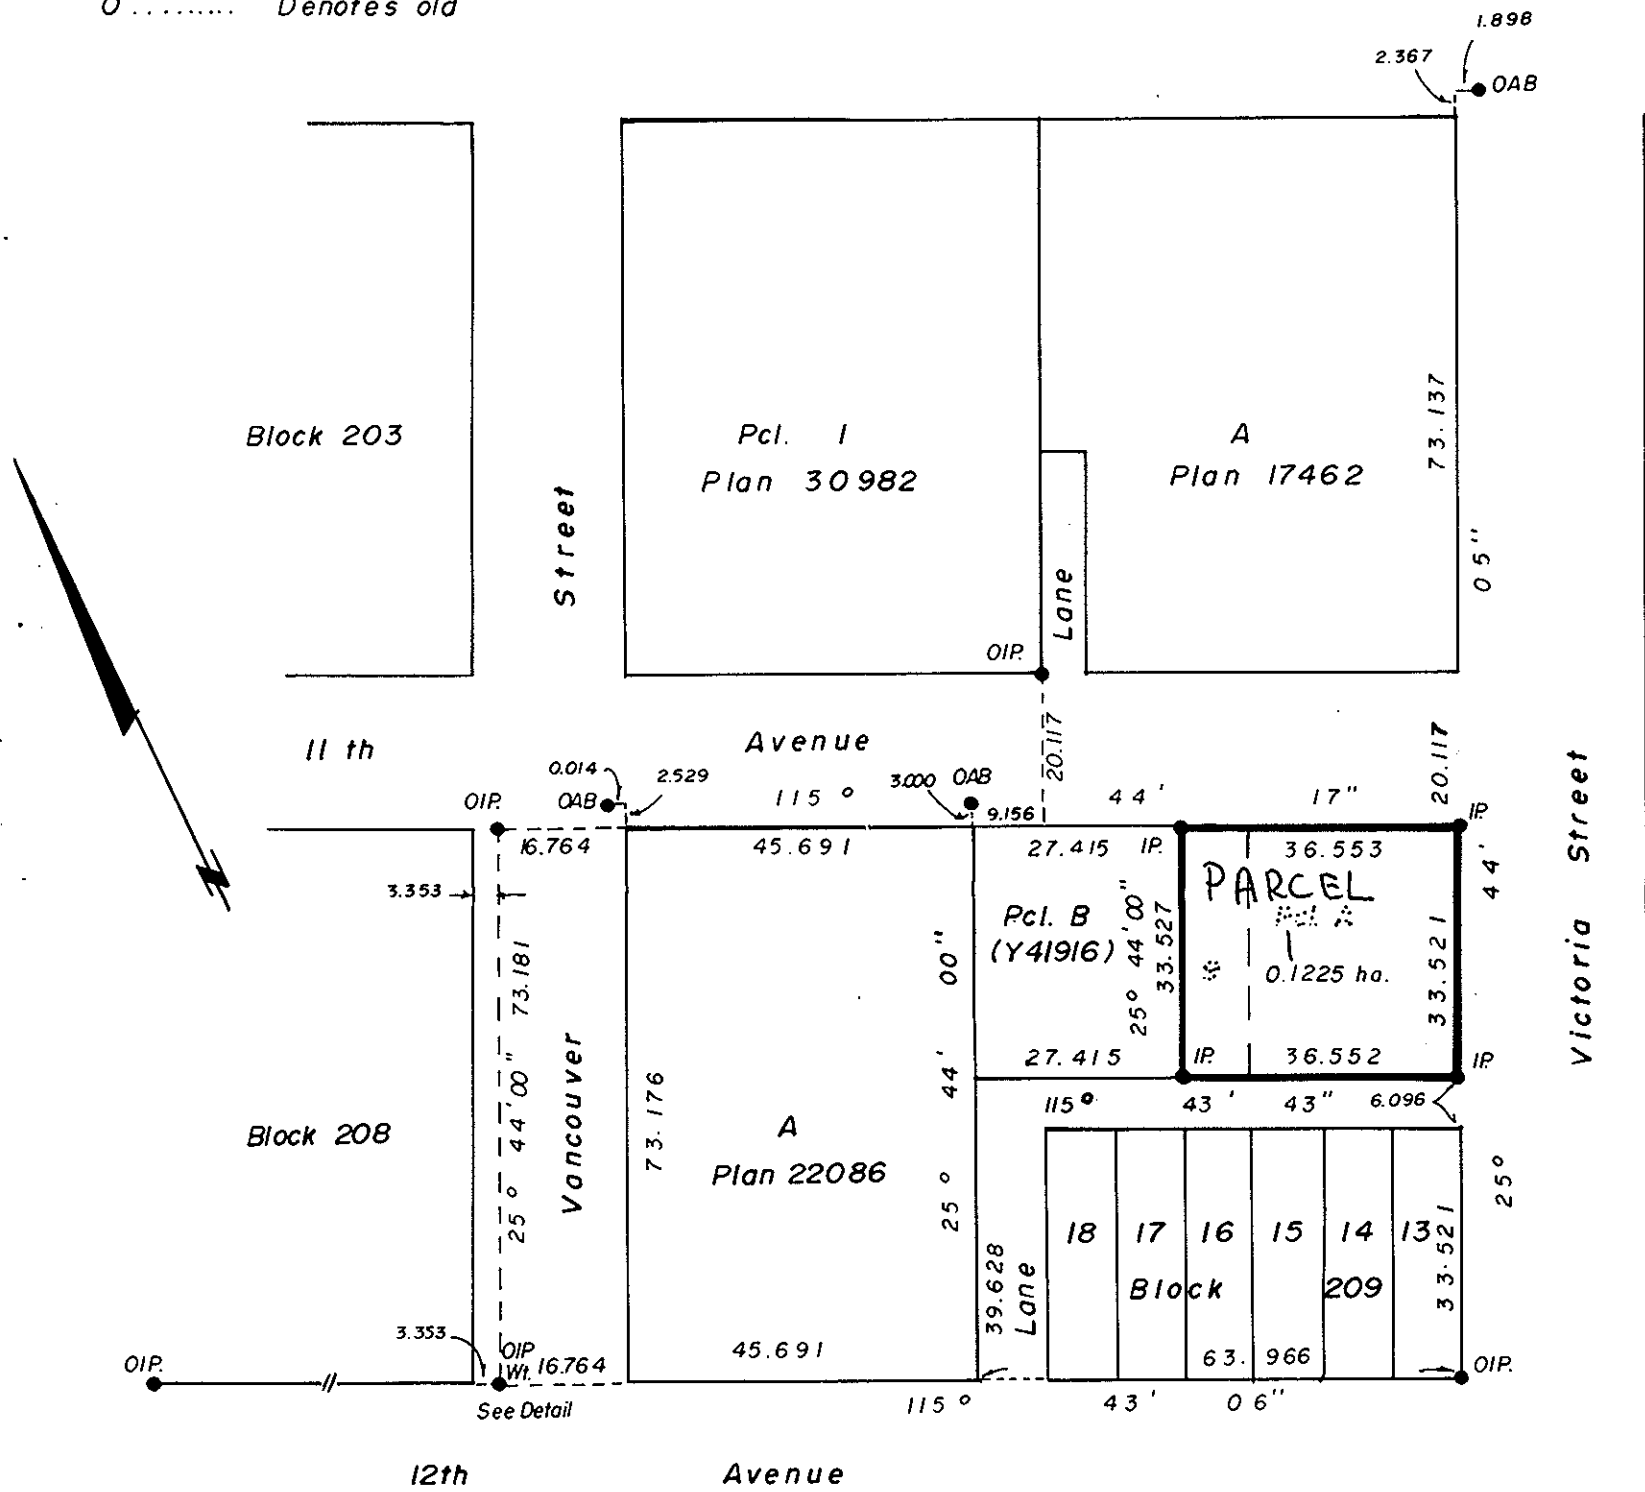 O .......... Denotes old
1.898
2.367
OAB
Block 203
Pcl. 1
Plan 30982
A
Plan 17462
73.137
05"
Street
Lane
OIP.
20.117
11 th
Avenue
20.117
Victoria Street
0.014
2.529
3.000
OAB
OIP.
OAB
115°
9.156
44'
17"
IP.
16.764
45.691
27.415
IP.
36.553
3.353
PARCEL
1
Pcl. B
(Y41916)
25° 44' 00"
33.527
0.1225 ha.
33.521
44'
73.181
25° 44' 00"
Vancouver
27.415
IP.
36.552
IP.
25° 44' 00"
73.176
115° 43' 43"
6.096
Block 208
A
Plan 22086
25°
18 17 16 15 14 13
Block 209
33.521
39.628
Lane
3.353
45.691
63.966
OIP.
OIP.
OIP
Wt.
16.764
See Detail
115° 43' 06"
12th Avenue